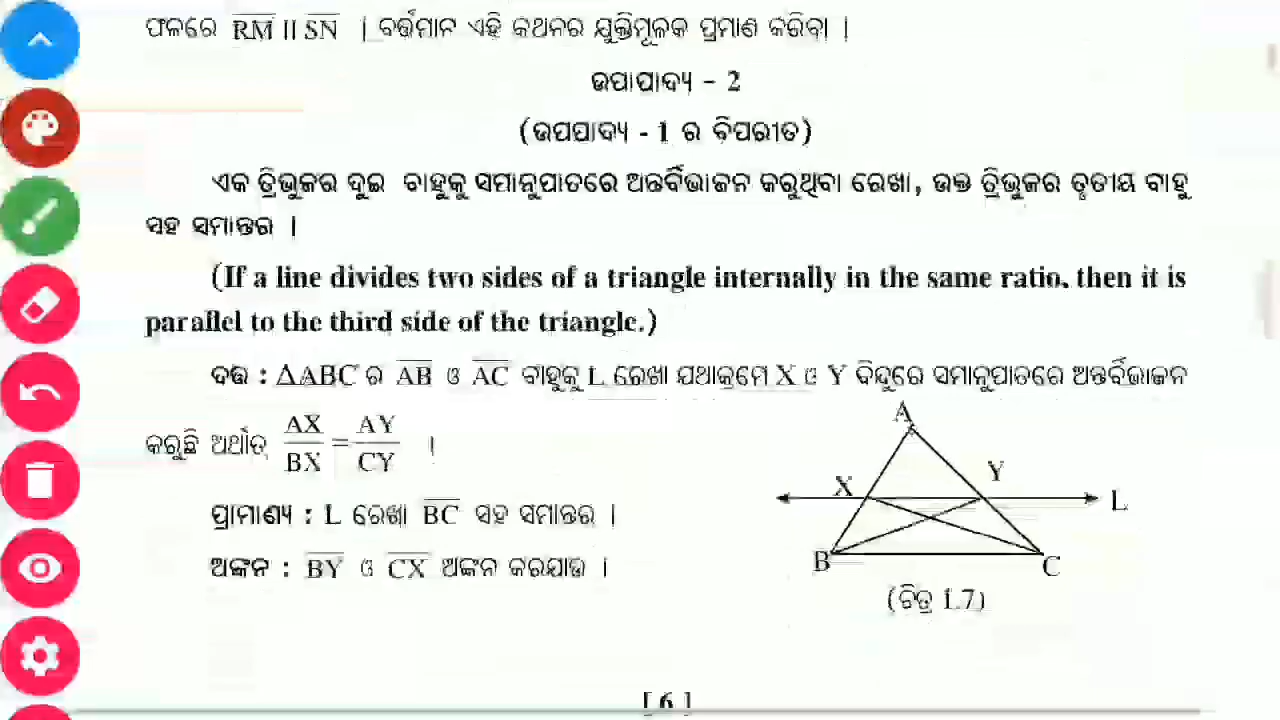 ଫଳରେ RM || SN | ବର୍ତ୍ତମାନ ଏହି କଥନର ଯୁକ୍ତିମୂଳକ ପ୍ରମାଣ କରିବା |
ଉପାପାଦ୍ୟ - 2
(ଉପପାଦ୍ୟ - 1 ର ବିପରୀତ)
ଏକ ତ୍ରିଭୁଜର ଦୁଇ ବାହୁକୁ ସମାନୁପାତରେ ଅନ୍ତର୍ବିଭାଜନ କରୁଥିବା ରେଖା, ଉକ୍ତ ତ୍ରିଭୁଜର ତୃତୀୟ ବାହୁ
ସହ ସମାନ୍ତର |
(If a line divides two sides of a triangle internally in the same ratio, then it is
parallel to the third side of the triangle.)
ଦତ୍ତ : ΔABC ର AB ଓ AC ବାହୁକୁ L ରେଖା ଯଥାକ୍ରମେ X ଓ Y ବିନ୍ଦୁରେ ସମାନୁପାତରେ ଅନ୍ତର୍ବିଭାଜନ
କରୁଛି ଅର୍ଥାତ୍ AX/BX = AY/CY |
ପ୍ରାମାଣ୍ୟ : L ରେଖା BC ସହ ସମାନ୍ତର |
ଅଙ୍କନ : BY ଓ CX ଅଙ୍କନ କରଯାଉ |
A
X
Y
L
B
C
(ଚିତ୍ର 1.7)
[ 6 ]